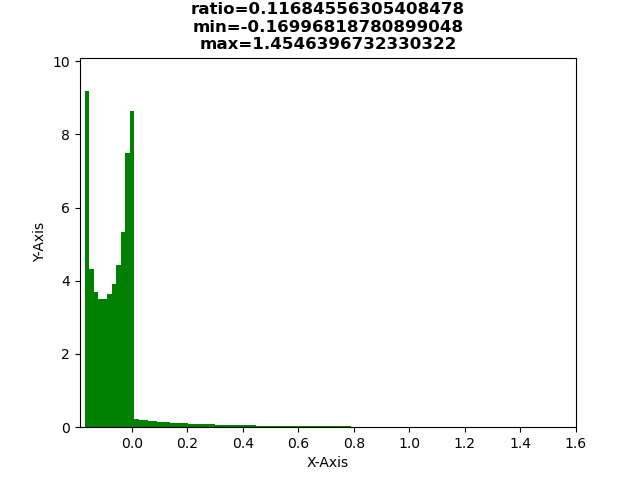 ratio=0.11684556305408478
min=-0.16996818780899048
max=1.4546396732330322
10
8
6
4
2
0
Y-Axis
0.0 0.2 0.4 0.6 0.8 1.0 1.2 1.4 1.6
X-Axis